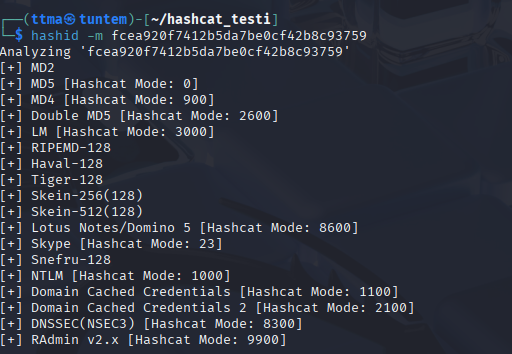 ┌──(ttma㉿tuntem)-[~/hashcat_testi]
└─$ hashid -m fcea920f7412b5da7be0cf42b8c93759
Analyzing 'fcea920f7412b5da7be0cf42b8c93759'
[+] MD2
[+] MD5 [Hashcat Mode: 0]
[+] MD4 [Hashcat Mode: 900]
[+] Double MD5 [Hashcat Mode: 2600]
[+] LM [Hashcat Mode: 3000]
[+] RIPEMD-128
[+] Haval-128
[+] Tiger-128
[+] Skein-256(128)
[+] Skein-512(128)
[+] Lotus Notes/Domino 5 [Hashcat Mode: 8600]
[+] Skype [Hashcat Mode: 23]
[+] Snefru-128
[+] NTLM [Hashcat Mode: 1000]
[+] Domain Cached Credentials [Hashcat Mode: 1100]
[+] Domain Cached Credentials 2 [Hashcat Mode: 2100]
[+] DNSSEC(NSEC3) [Hashcat Mode: 8300]
[+] RAdmin v2.x [Hashcat Mode: 9900]